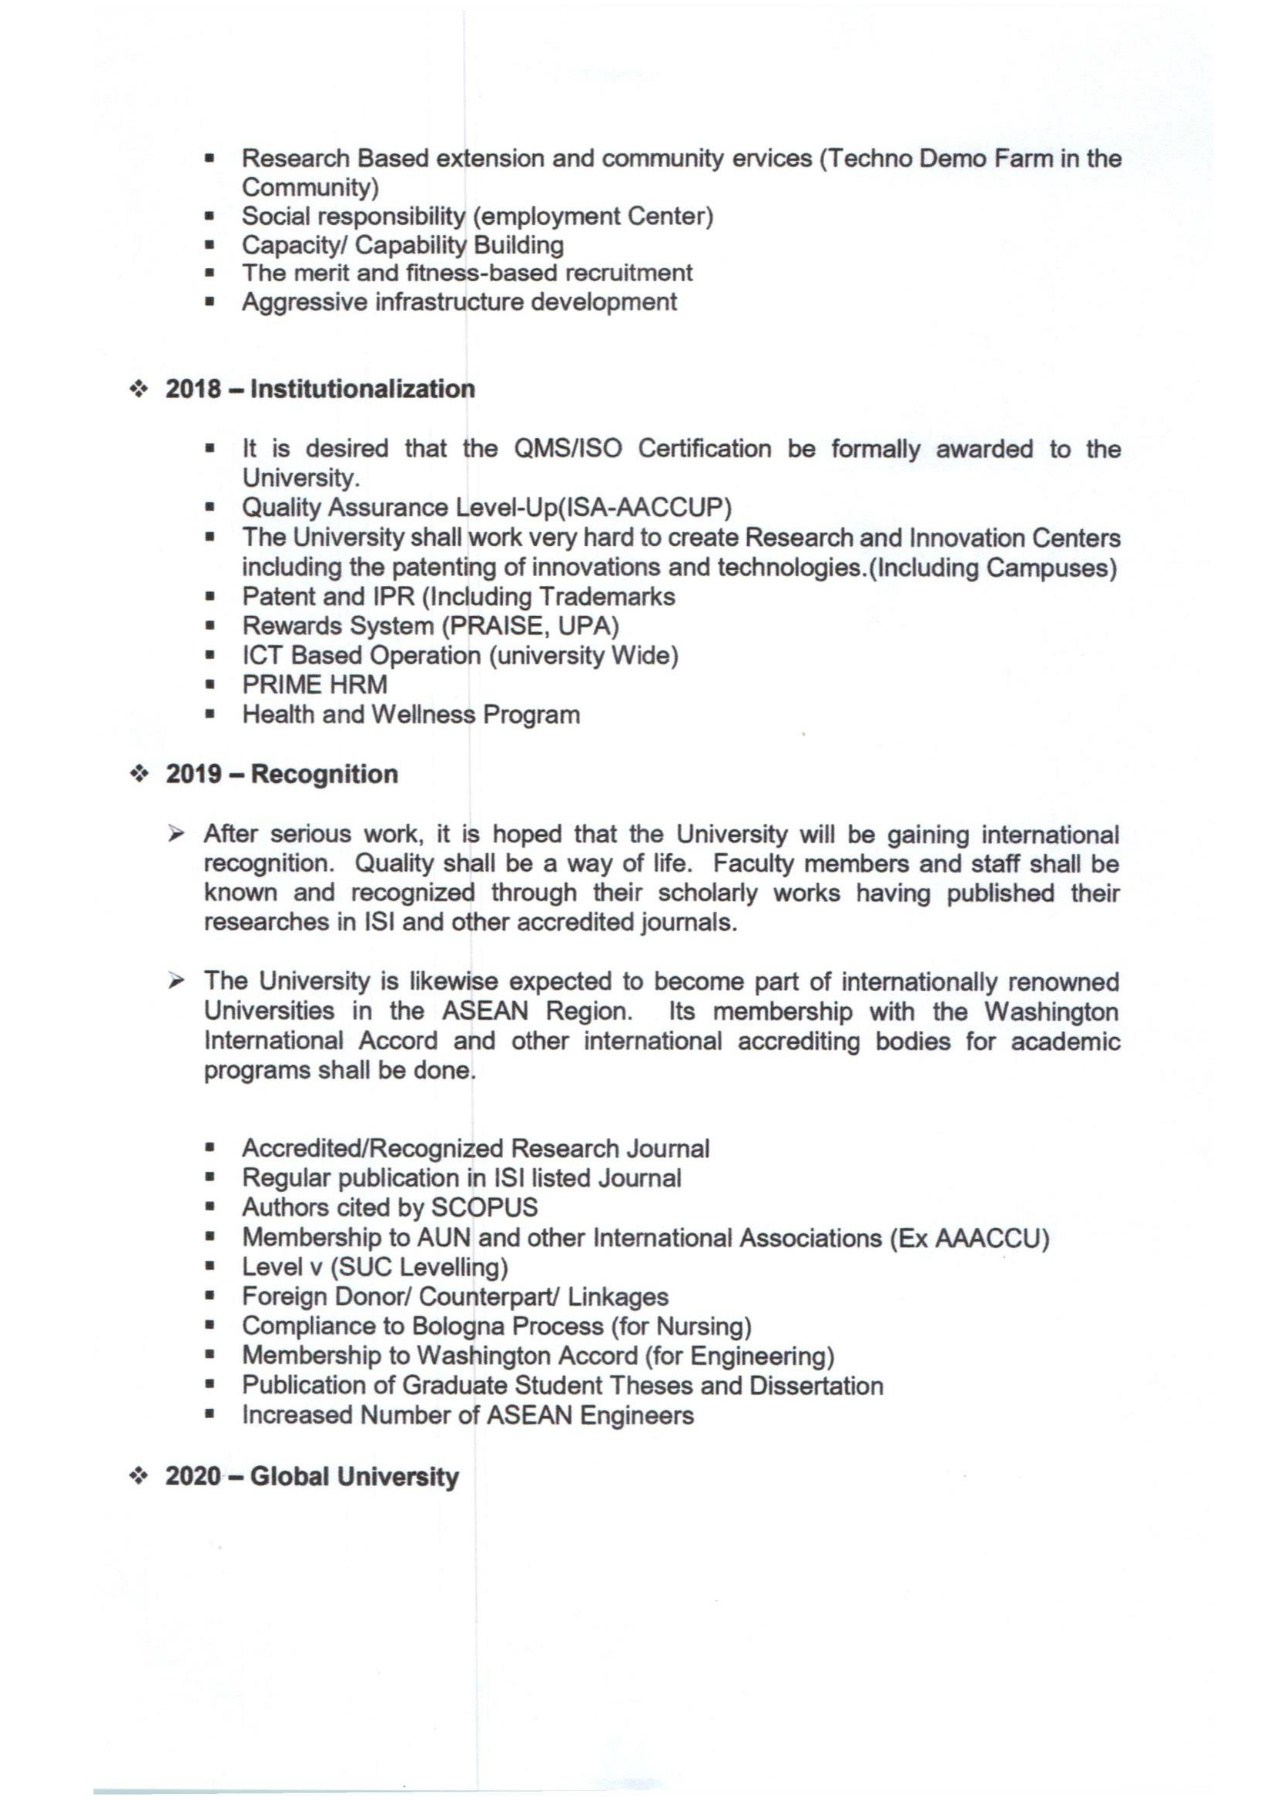 ▪ Research Based extension and community ervices (Techno Demo Farm in the
Community)
▪ Social responsibility (employment Center)
▪ Capacity/ Capability Building
▪ The merit and fitness-based recruitment
▪ Aggressive infrastructure development
❖ 2018 – Institutionalization
▪ It is desired that the QMS/ISO Certification be formally awarded to the
University.
▪ Quality Assurance Level-Up(ISA-AACCUP)
▪ The University shall work very hard to create Research and Innovation Centers
including the patenting of innovations and technologies.(Including Campuses)
▪ Patent and IPR (Including Trademarks
▪ Rewards System (PRAISE, UPA)
▪ ICT Based Operation (university Wide)
▪ PRIME HRM
▪ Health and Wellness Program
❖ 2019 – Recognition
➢ After serious work, it is hoped that the University will be gaining international
recognition. Quality shall be a way of life. Faculty members and staff shall be
known and recognized through their scholarly works having published their
researches in ISI and other accredited journals.
➢ The University is likewise expected to become part of internationally renowned
Universities in the ASEAN Region. Its membership with the Washington
International Accord and other international accrediting bodies for academic
programs shall be done.
▪ Accredited/Recognized Research Journal
▪ Regular publication in ISI listed Journal
▪ Authors cited by SCOPUS
▪ Membership to AUN and other International Associations (Ex AAACCU)
▪ Level v (SUC Levelling)
▪ Foreign Donor/ Counterpart/ Linkages
▪ Compliance to Bologna Process (for Nursing)
▪ Membership to Washington Accord (for Engineering)
▪ Publication of Graduate Student Theses and Dissertation
▪ Increased Number of ASEAN Engineers
❖ 2020 – Global University